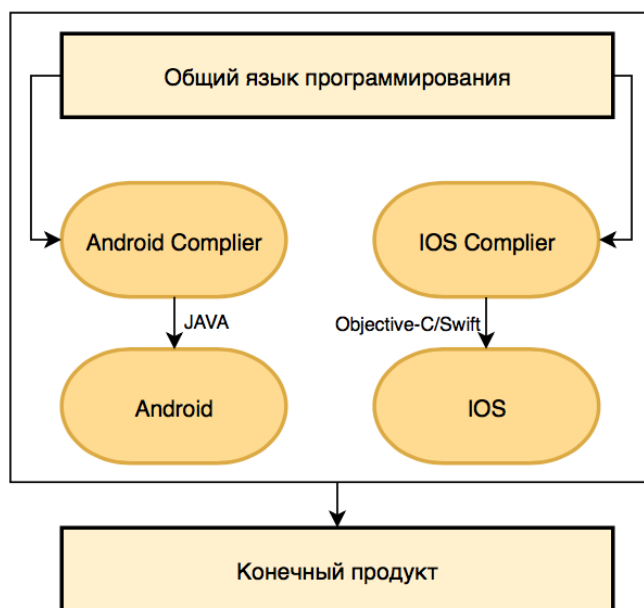 Общий язык программирования
Android Complier
IOS Complier
JAVA
Objective-C/Swift
Android
IOS
Конечный продукт